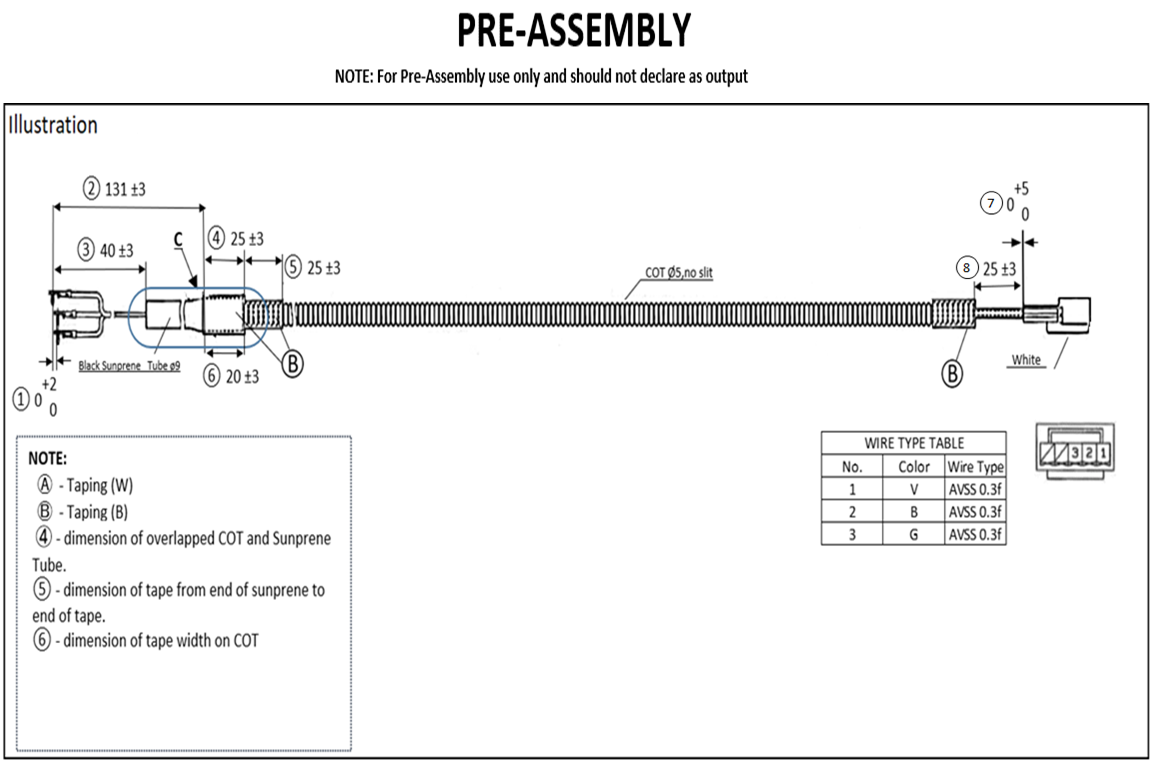 PRE-ASSEMBLY
NOTE: For Pre-Assembly use only and should not declare as output
Illustration
② 131 ±3
③ 40 ±3
C
④ 25 ±3
⑤ 25 ±3
COT Ø5,no slit
⑦ 0 +5 0
⑧ 25 ±3
Black Sunprene Tube ø9
⑥ 20 ±3
Ⓑ
Ⓑ
White
① 0 +2 0
3 2 1
WIRE TYPE TABLE
No. Color Wire Type
1 V AVSS 0.3f
2 B AVSS 0.3f
3 G AVSS 0.3f
NOTE:
Ⓐ - Taping (W)
Ⓑ - Taping (B)
④ - dimension of overlapped COT and Sunprene
Tube.
⑤ - dimension of tape from end of sunprene to
end of tape.
⑥ - dimension of tape width on COT